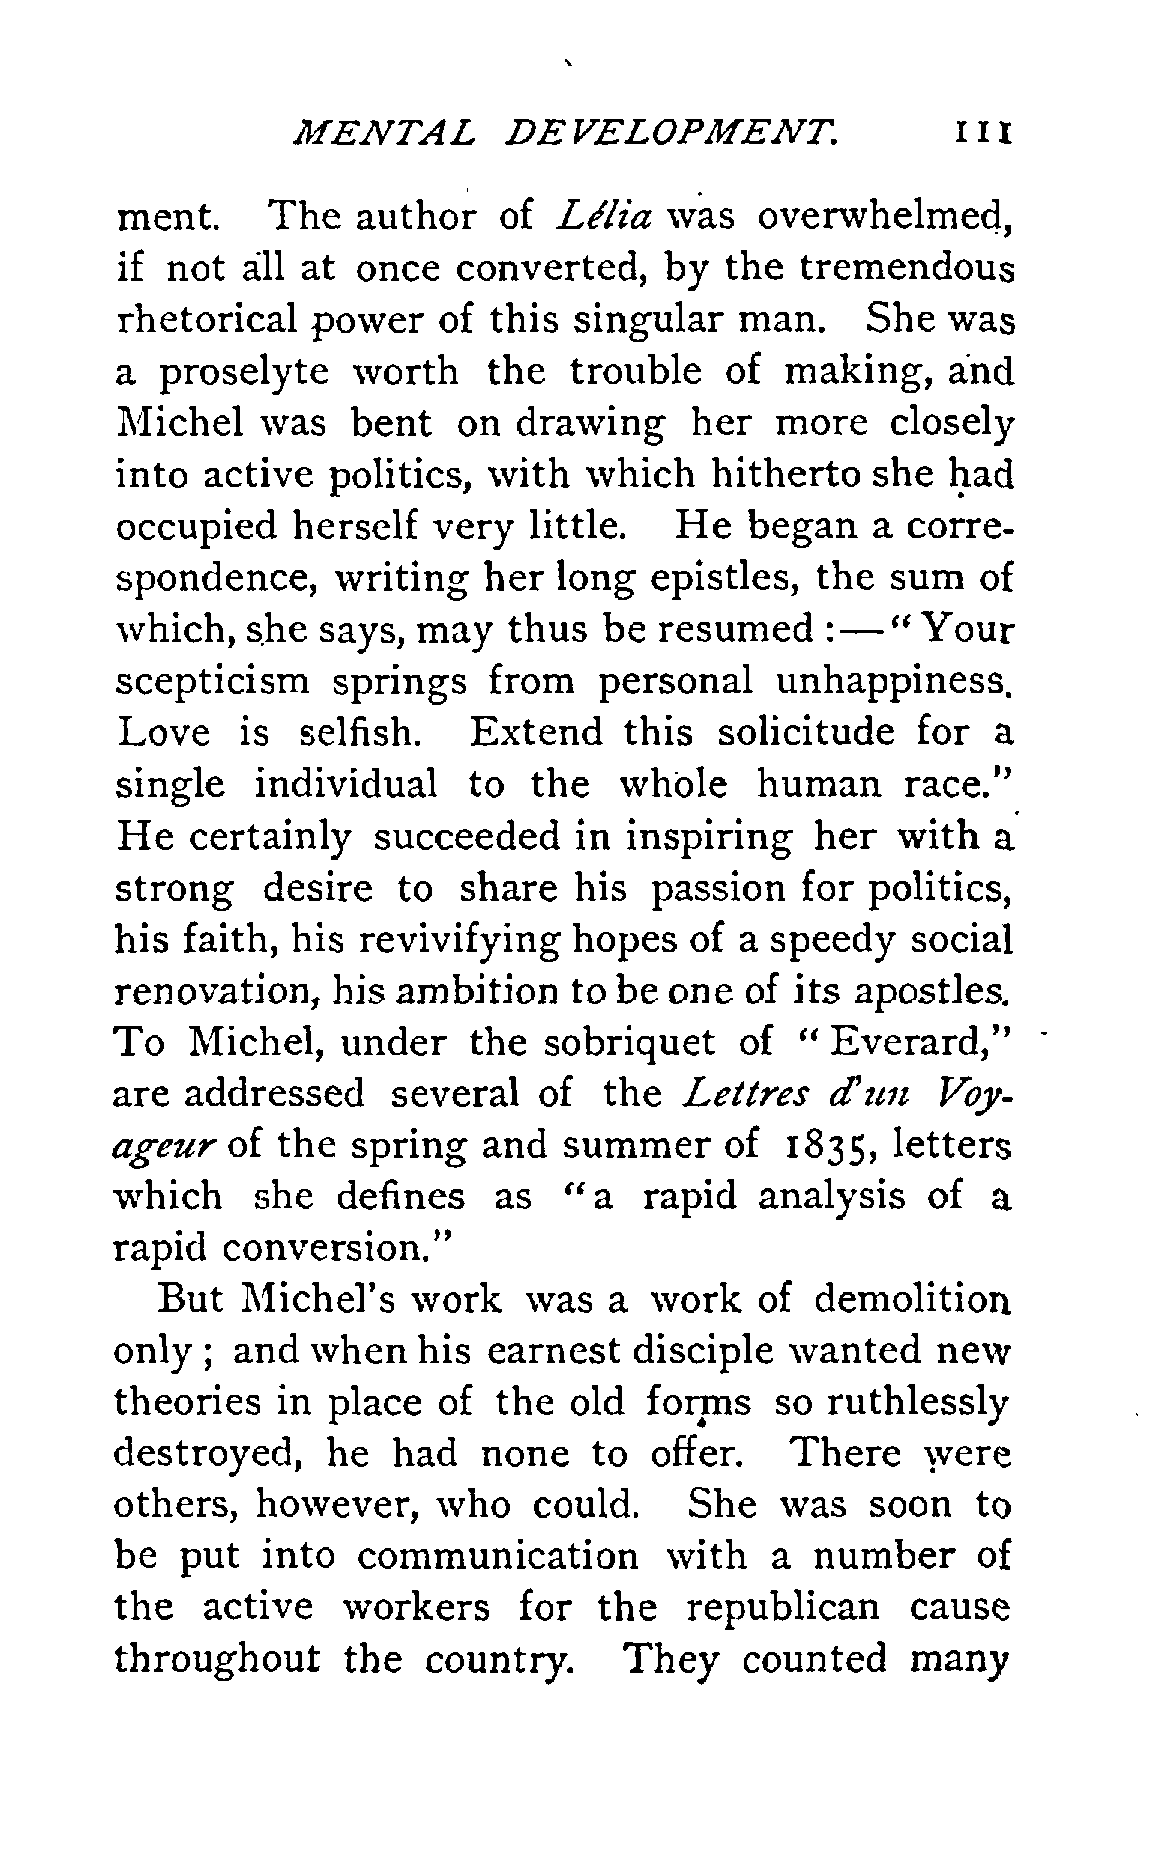 MENTAL DEVELOPMENT. 111
ment. The author of Lélia was overwhelmed,
if not all at once converted, by the tremendous
rhetorical power of this singular man. She was
a proselyte worth the trouble of making, and
Michel was bent on drawing her more closely
into active politics, with which hitherto she had
occupied herself very little. He began a corre-
spondence, writing her long epistles, the sum of
which, she says, may thus be resumed :—" Your
scepticism springs from personal unhappiness.
Love is selfish. Extend this solicitude for a
single individual to the whole human race."
He certainly succeeded in inspiring her with a
strong desire to share his passion for politics,
his faith, his revivifying hopes of a speedy social
renovation, his ambition to be one of its apostles.
To Michel, under the sobriquet of " Everard,"
are addressed several of the Lettres d'un Voy-
ageur of the spring and summer of 1835, letters
which she defines as " a rapid analysis of a
rapid conversion."
But Michel's work was a work of demolition
only ; and when his earnest disciple wanted new
theories in place of the old forms so ruthlessly
destroyed, he had none to offer. There were
others, however, who could. She was soon to
be put into communication with a number of
the active workers for the republican cause
throughout the country. They counted many